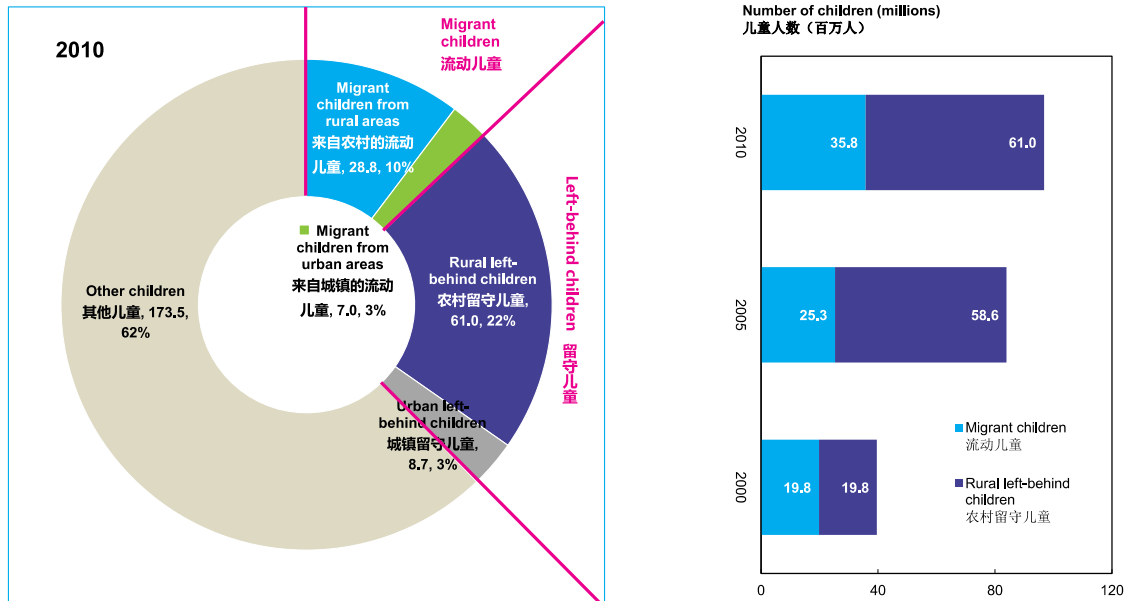 2010
Migrant
children
流动儿童
Migrant
children from
rural areas
来自农村的流动
儿童, 28.8, 10%
Migrant
children from
urban areas
来自城镇的流动
儿童, 7.0, 3%
Rural left-
behind children
农村留守儿童,
61.0, 22%
Left-behind children 留守儿童
Other children
其他儿童, 173.5,
62%
Urban left-
behind children
城镇留守儿童,
8.7, 3%
Number of children (millions)
儿童人数（百万人）
2010
35.8
61.0
2005
25.3
58.6
2000
19.8
19.8
Migrant children
流动儿童
Rural left-behind
children
农村留守儿童
0
40
80
120